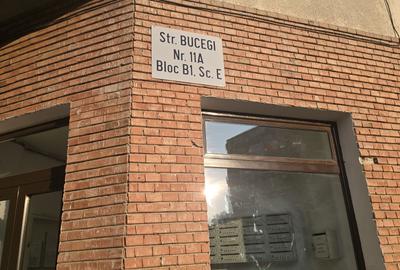 Str. BUCEGI
Nr. 11A
Bloc B1, Sc. E